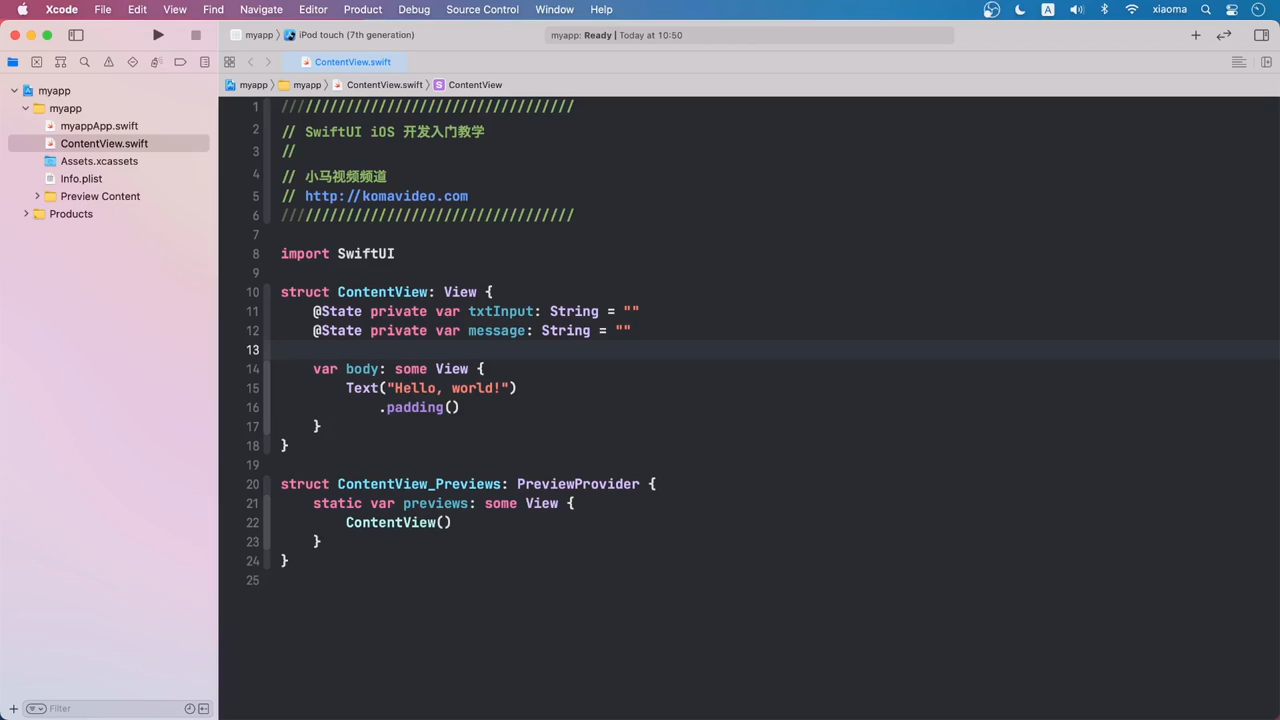 Xcode File Edit View Find Navigate Editor Product Debug Source Control Window Help A xiaoma
myapp iPod touch (7th generation) myapp: Ready | Today at 10:50
ContentView.swift
myapp myapp ContentView.swift S ContentView
myapp
myapp
myappApp.swift
ContentView.swift
Assets.xcassets
Info.plist
Preview Content
Products
Filter
1 /////////////////////////////////////
2 // SwiftUI iOS 开发入门教学
3 //
4 // 小马视频频道
5 // http://komavideo.com
6 /////////////////////////////////////
7
8 import SwiftUI
9
10 struct ContentView: View {
11 @State private var txtInput: String = ""
12 @State private var message: String = ""
13
14 var body: some View {
15 Text("Hello, world!")
16 .padding()
17 }
18 }
19
20 struct ContentView_Previews: PreviewProvider {
21 static var previews: some View {
22 ContentView()
23 }
24 }
25